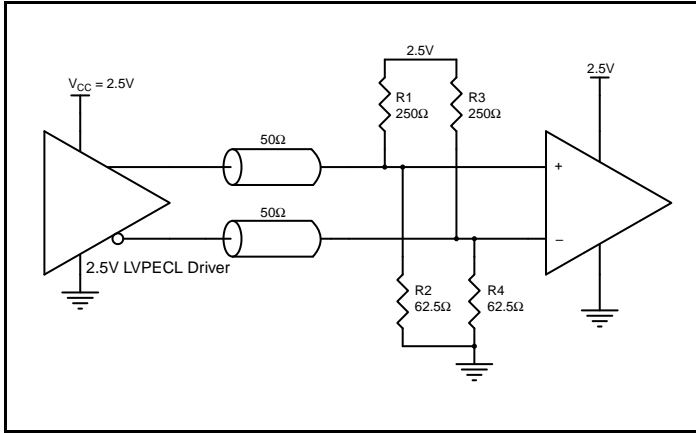 2.5V
2.5V
VCC = 2.5V
R1
250Ω
R3
250Ω
50Ω
+
50Ω
–
2.5V LVPECL Driver
R2
62.5Ω
R4
62.5Ω